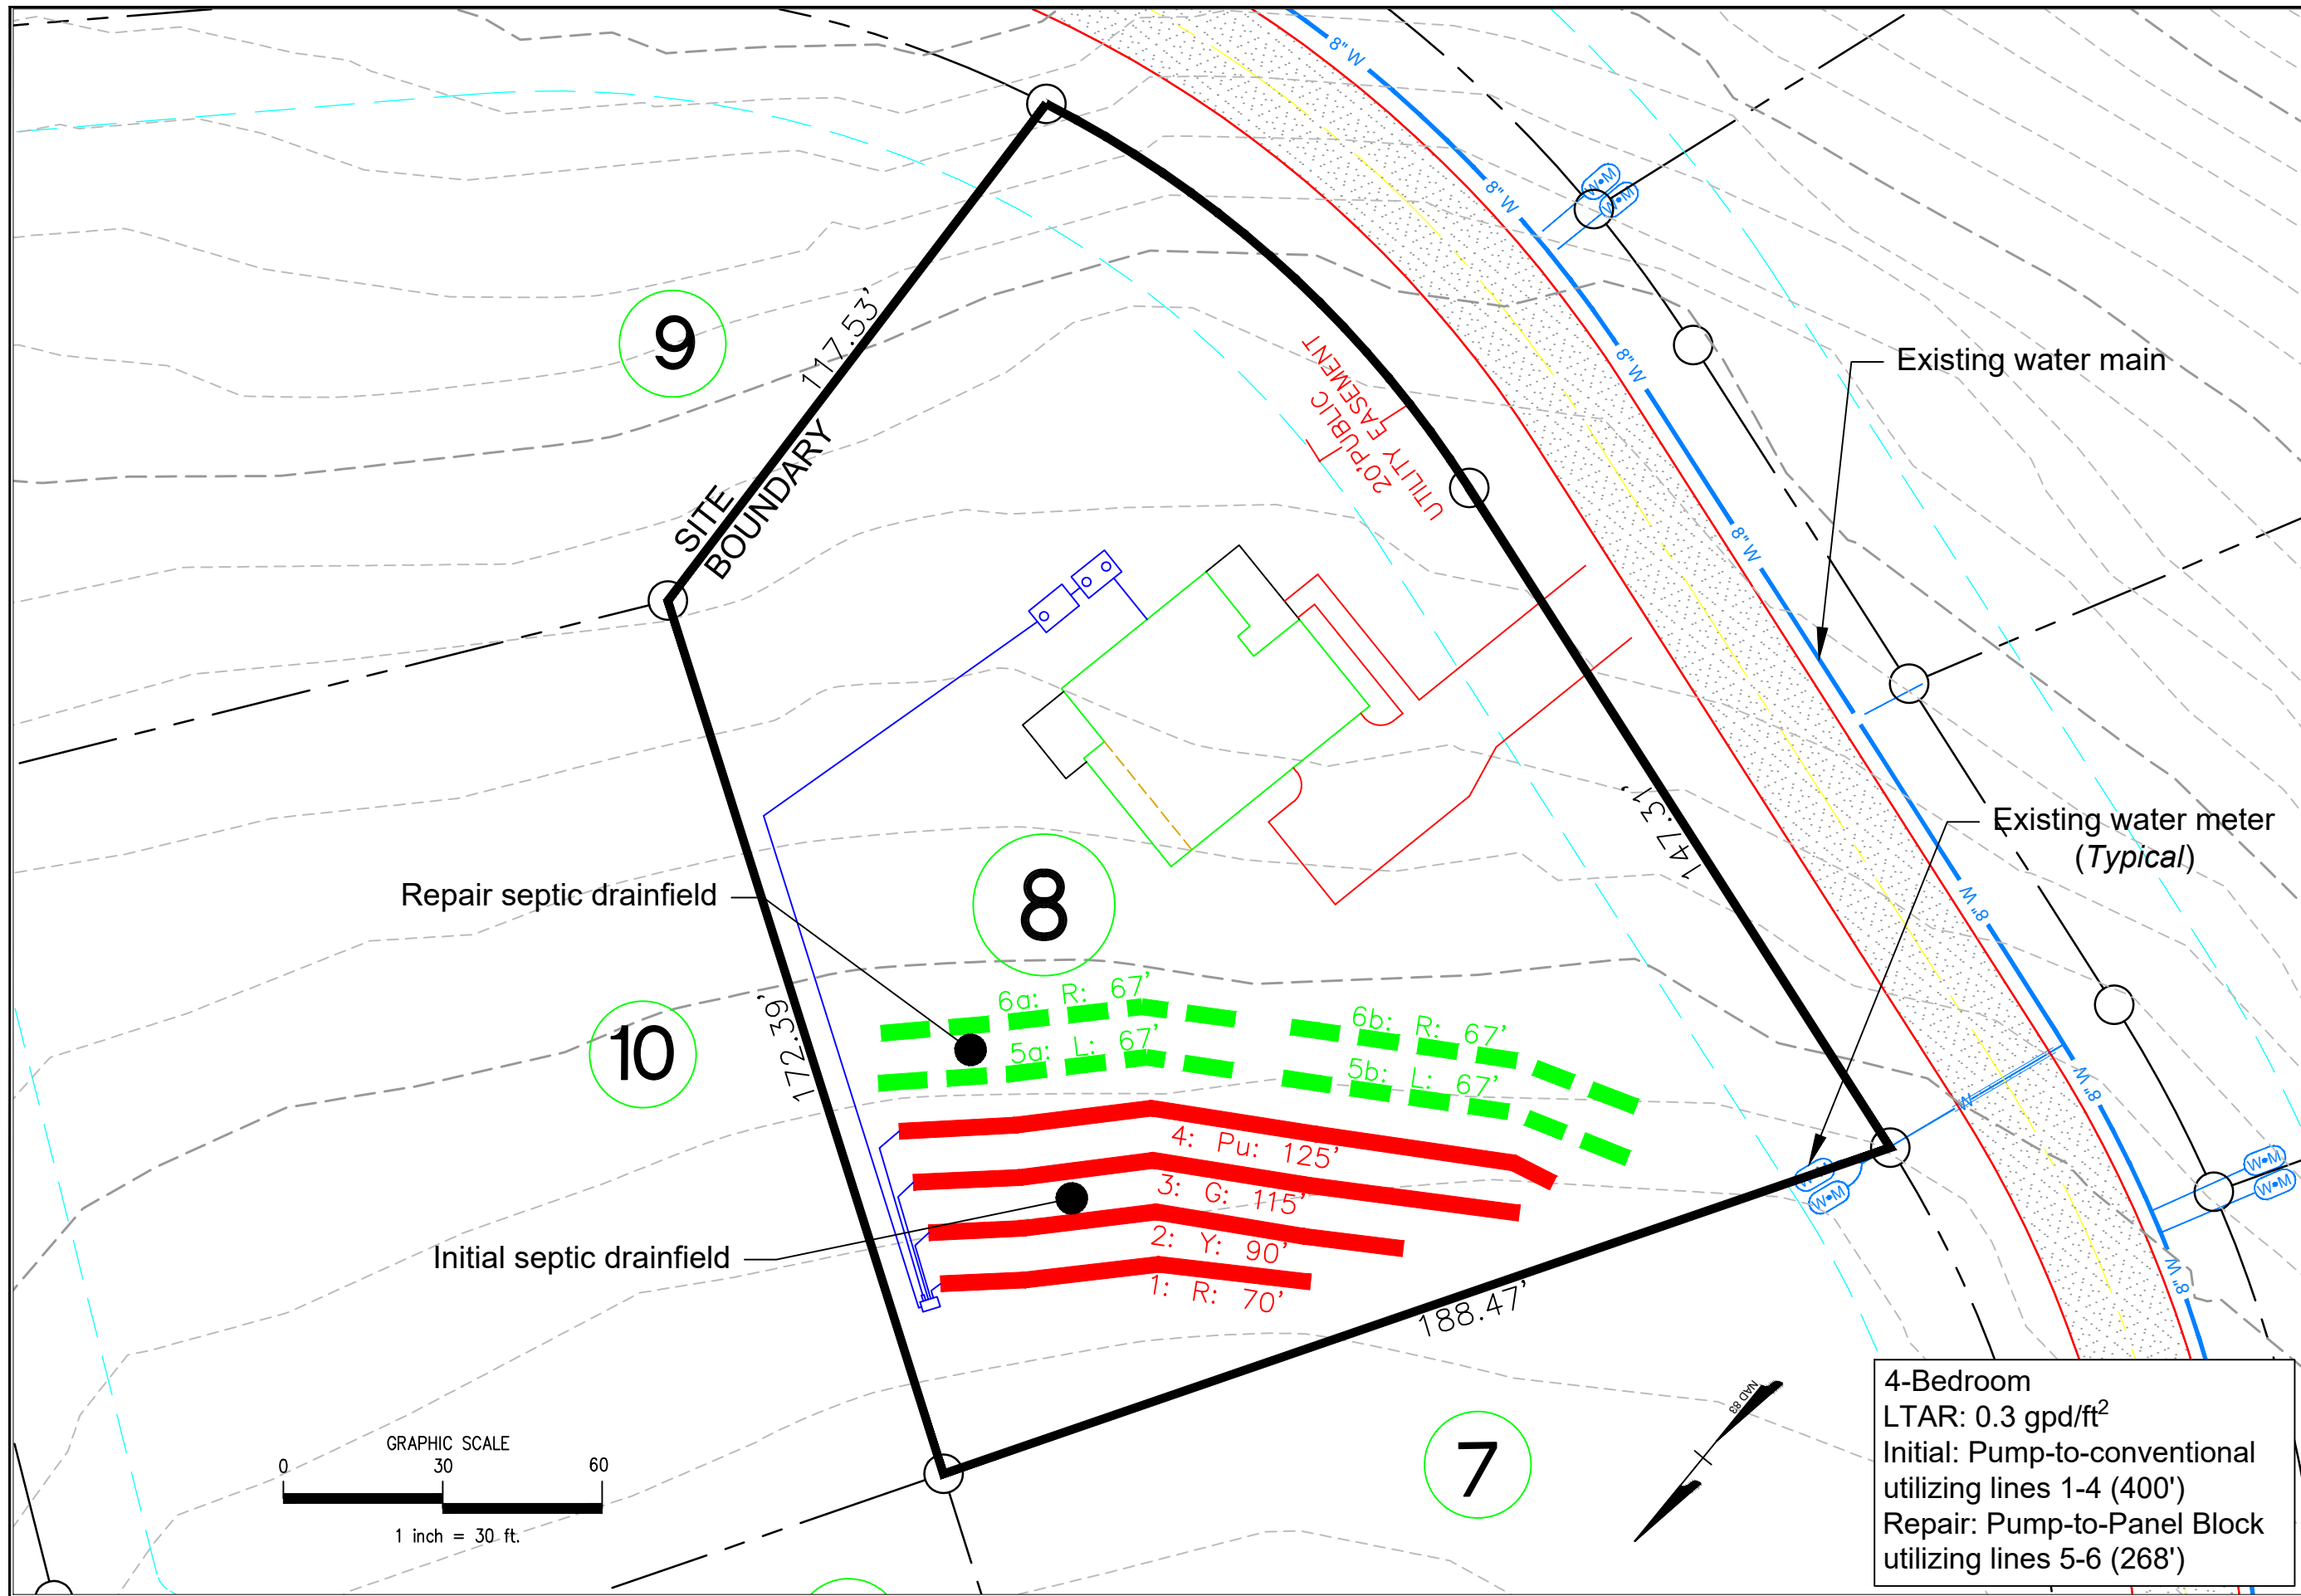 8" W
W•M
W•M
8" W
Existing water main
9
117.53'
20' PUBLIC
UTILITY EASEMENT
8" W
SITE
BOUNDARY
8" W
147.31'
Existing water meter
(Typical)
Repair septic drainfield
8
8" W
6a: R: 67'
6b: R: 67'
10
172.39'
5a: L: 67'
5b: L: 67'
8" W
W
4: Pu: 125'
W•M
W•M
W•M
3: G: 115'
W•M
2: Y: 90'
Initial septic drainfield
1: R: 70'
8" W
188.47'
NAD 83
7
GRAPHIC SCALE
0 30 60
1 inch = 30 ft.
4-Bedroom
LTAR: 0.3 gpd/ft²
Initial: Pump-to-conventional
utilizing lines 1-4 (400')
Repair: Pump-to-Panel Block
utilizing lines 5-6 (268')